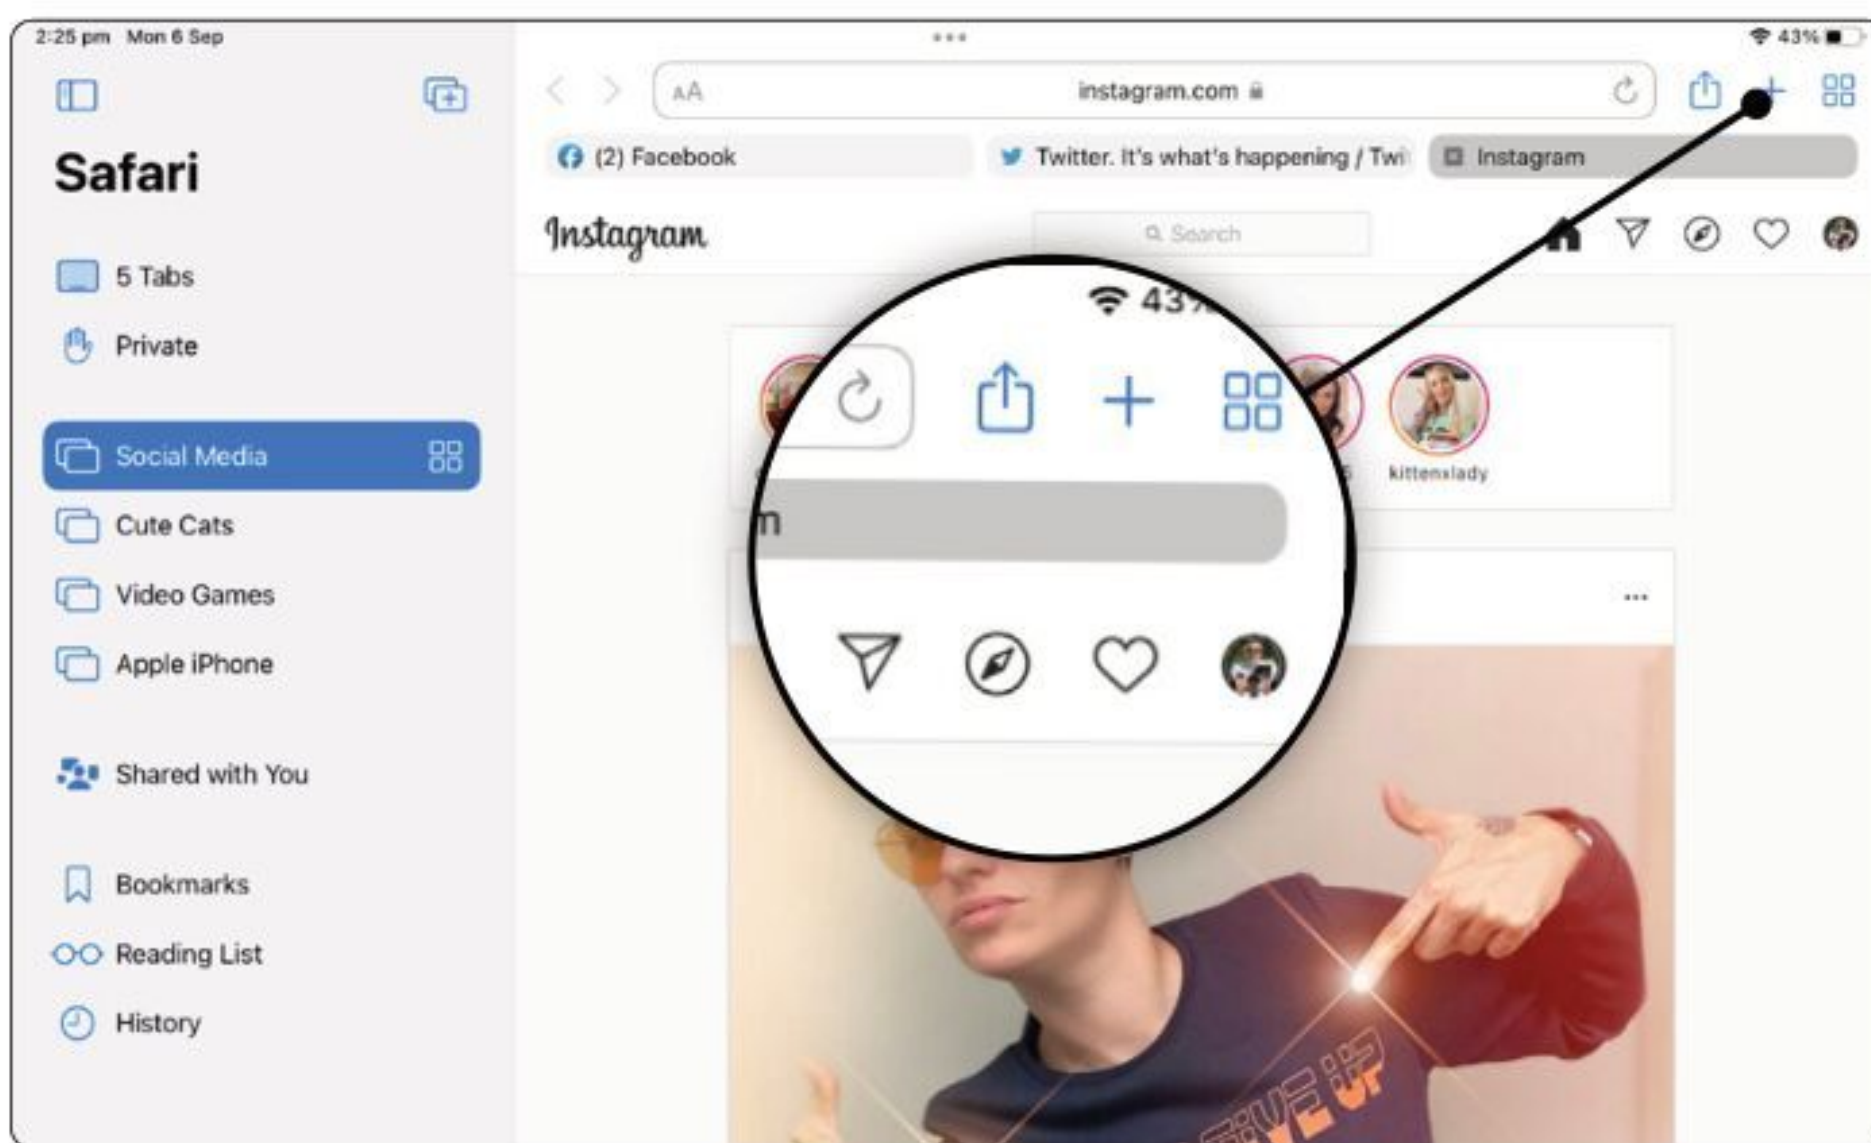 2:25 pm Mon 6 Sep
43%
Safari
5 Tabs
Private
Social Media
Cute Cats
Video Games
Apple iPhone
Shared with You
Bookmarks
Reading List
History
AA
instagram.com
(2) Facebook
Twitter. It's what's happening / Twi
Instagram
Instagram
Search
43%
m
kittenxlady
UP